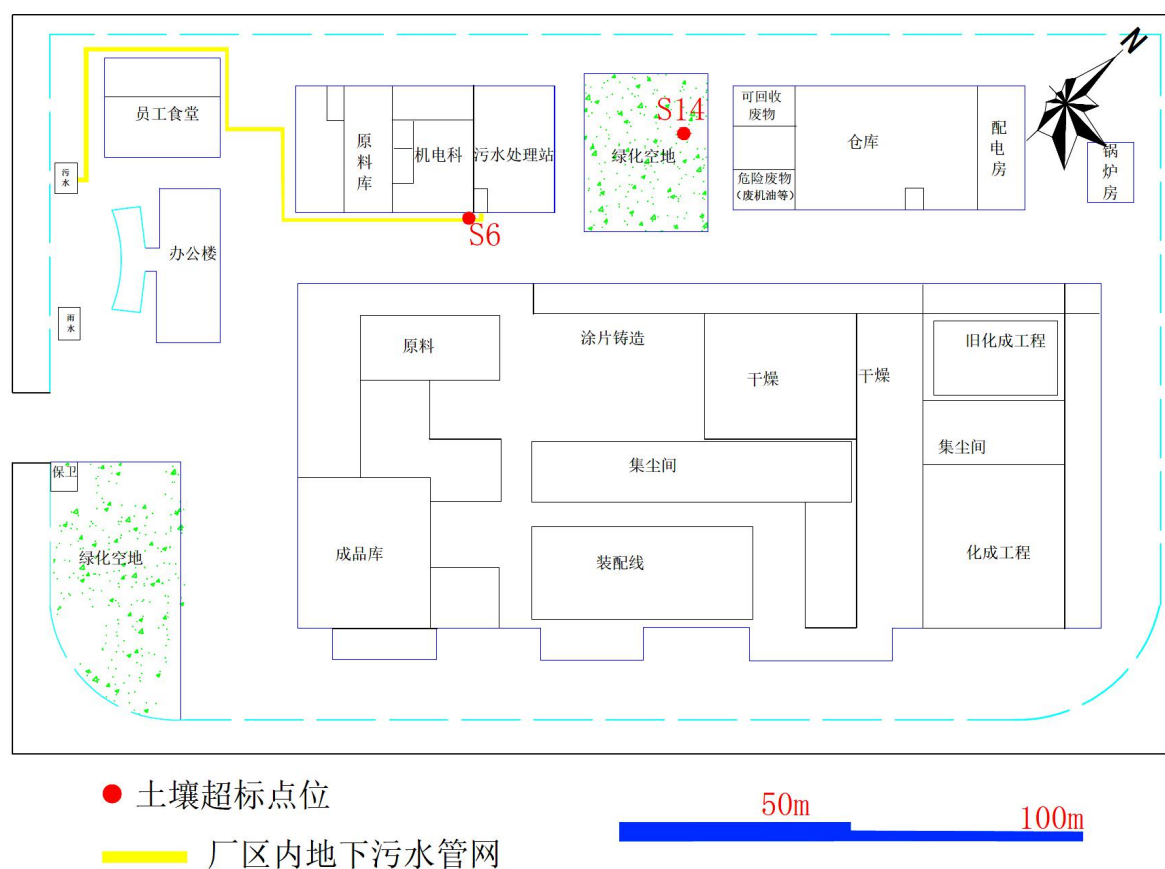 N
员工食堂
污水
原料库
机电科
污水处理站
S6
S14
绿化空地
可回收
废物
危险废物
（废机油等）
仓库
配电房
锅炉房
办公楼
雨水
原料
涂片铸造
干燥
干燥
旧化成工程
集尘间
集尘间
保卫
绿化空地
成品库
装配线
化成工程
土壤超标点位
厂区内地下污水管网
50m
100m